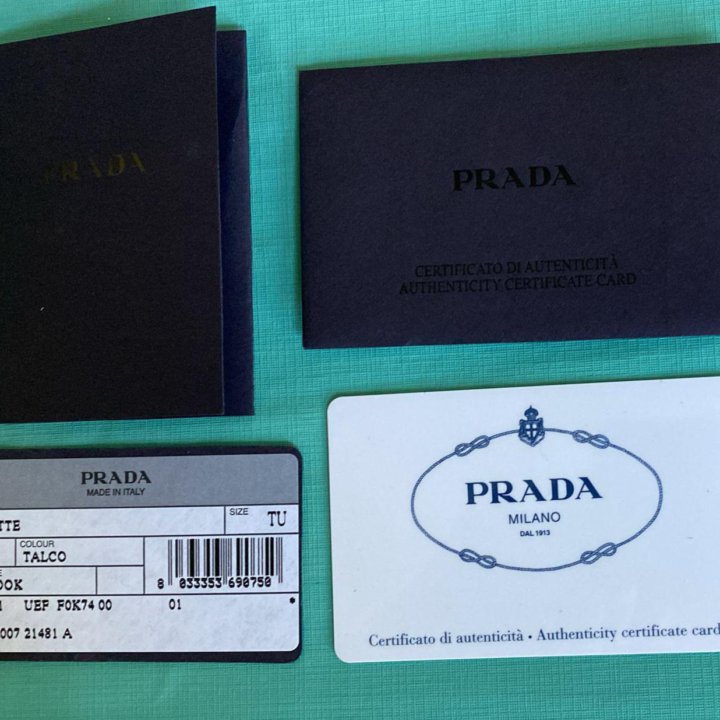 PRADA
PRADA
CERTIFICATO DI AUTENTICITÀ
AUTHENTICITY CERTIFICATE CARD
PRADA
MADE IN ITALY
TTE
SIZE
TU
COLOUR
TALCO
OOK
8 033353 690750
UEF F0K74 00
01
*
007 21481 A
PRADA
MILANO
DAL 1913
Certificato di autenticità • Authenticity certificate card